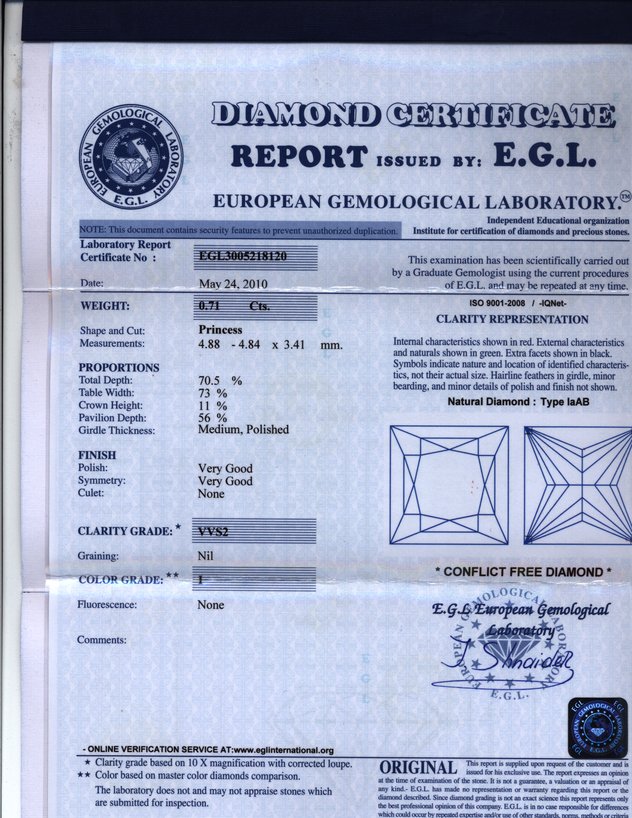 DIAMOND CERTIFICATE
REPORT ISSUED BY: E.G.L.
EUROPEAN GEMOLOGICAL LABORATORY
E.G.L.
EUROPEAN GEMOLOGICAL LABORATORY.™
Independent Educational organization
Institute for certification of diamonds and precious stones.
NOTE: This document contains security features to prevent unauthorized duplication.
Laboratory Report
Certificate No : EGL3005218120
Date: May 24, 2010
WEIGHT: 0.71 Cts.
Shape and Cut: Princess
Measurements: 4.88 - 4.84 x 3.41 mm.
PROPORTIONS
Total Depth: 70.5 %
Table Width: 73 %
Crown Height: 11 %
Pavilion Depth: 56 %
Girdle Thickness: Medium, Polished
FINISH
Polish: Very Good
Symmetry: Very Good
Culet: None
CLARITY GRADE: * VVS2
Graining: Nil
COLOR GRADE: ** I
Fluorescence: None
Comments:
This examination has been scientifically carried out
by a Graduate Gemologist using the current procedures
of E.G.L. and may be repeated at any time.
ISO 9001-2008 / -IQNet-
CLARITY REPRESENTATION
Internal characteristics shown in red. External characteristics
and naturals shown in green. Extra facets shown in black.
Symbols indicate nature and location of identified characteris-
tics, not their actual size. Hairline feathers in girdle, minor
bearding, and minor details of polish and finish not shown.
Natural Diamond : Type IaAB
* CONFLICT FREE DIAMOND *
E.G.L European Gemological
Laboratory
EUROPEAN GEMOLOGICAL LABORATORY
E.G.L.
- ONLINE VERIFICATION SERVICE AT:www.eglinternational.org
* Clarity grade based on 10 X magnification with corrected loupe.
** Color based on master color diamonds comparison.
The laboratory does not and may not appraise stones which
are submitted for inspection.
ORIGINAL This report is supplied upon request of the customer and is
issued for his exclusive use. The report expresses an opinion
at the time of examination of the stone. It is not a guarantee, a valuation or an appraisal of
any kind.- E.G.L. has made no representation or warranty regarding this report or the
diamond described. Since diamond grading is not an exact science this report represents only
the best professional opinion of this company. E.G.L. is in no case responsible for differences
which could occur by repeated expertise and/or use of other standards, norms, methods or criteria